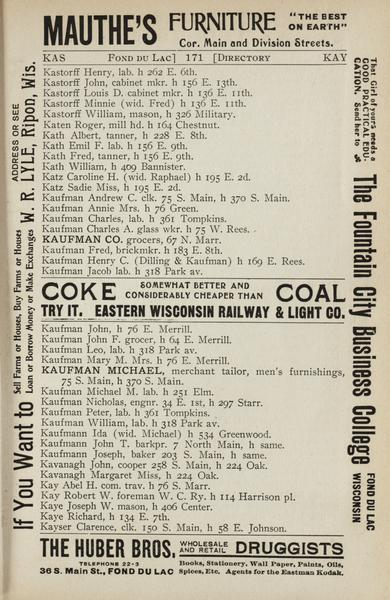 MAUTHE'S FURNITURE "THE BEST ON EARTH"
Cor. Main and Division Streets.
KAS FOND DU LAC] 171 [DIRECTORY KAY
Kastorff Henry, lab. h 262 E. 6th.
Kastorff John, cabinet mkr. h 156 E. 13th.
Kastorff Louis D. cabinet mkr. h 136 E. 11th.
Kastorff Minnie (wid. Fred) h 136 E. 11th.
Kastorff William, mason, h 326 Military.
Katen Roger, mill hd. h 164 Chestnut.
Kath Albert, tanner, h 228 E. 8th.
Kath Emil F. lab. h 156 E. 9th.
Kath Fred, tanner, h 156 E. 9th.
Kath William, h 409 Bannister.
Katz Caroline H. (wid. Raphael) h 195 E. 2d.
Katz Sadie Miss, h 195 E. 2d.
Kaufman Andrew C. clk. 75 S. Main, h 370 S. Main.
Kaufman Annie Mrs. h 76 Green.
Kaufman Charles, lab. h 361 Tompkins.
Kaufman Charles A. glass wkr. h 75 W. Rees.
KAUFMAN CO. grocers, 67 N. Marr.
Kaufman Fred, brickmkr. h 183 E. 8th.
Kaufman Henry C. (Dilling & Kaufman) h 169 E. Rees.
Kaufman Jacob lab. h 318 Park av.
COKE SOMEWHAT BETTER AND CONSIDERABLY CHEAPER THAN COAL
TRY IT. EASTERN WISCONSIN RAILWAY & LIGHT CO.
Kaufman John, h 76 E. Merrill.
Kaufman John F. grocer, h 64 E. Merrill.
Kaufman Leo, lab. h 318 Park av.
Kaufman Mary M. Mrs. h 76 E. Merrill.
KAUFMAN MICHAEL, merchant tailor, men's furnishings,
75 S. Main, h 370 S. Main.
Kaufman Michael M. lab. h 251 Elm.
Kaufman Nicholas, engnr. 34 E. 1st, h 297 Starr.
Kaufman Peter, lab. h 361 Tompkins.
Kaufman William, lab. h 318 Park av.
Kaufmann Ida (wid. Michael) h 534 Greenwood.
Kaufmann John T. barkpr. 7 North Main, h same.
Kaufmann Joseph, baker 203 S. Main, h same.
Kavanagh John, cooper 258 S. Main, h 224 Oak.
Kavanagh Margaret Miss, h 224 Oak.
Kay Abel H. com. trav. h 76 S. Marr.
Kay Robert W. foreman W. C. Ry. h 114 Harrison pl.
Kaye Joseph W. mason, h 406 Center.
Kaye Richard, h 134 E. 7th.
Kayser Clarence, clk. 150 S. Main, h 58 E. Johnson.
THE HUBER BROS. WHOLESALE AND RETAIL DRUGGISTS
TELEPHONE 22-3
36 S. Main St., FOND DU LAC
Books, Stationery, Wall Paper, Paints, Oils,
Spices, Etc. Agents for the Eastman Kodak.
If You Want to Sell Farms or Houses, Buy Farms or Houses
Loan or Borrow Money or Make Exchanges
ADDRESS OR SEE
W. R. LYLE, Ripon, Wis.
That Girl of yours needs a
GOOD PRACTICAL EDU-
CATION. Send her to
The Fountain City Business College
FOND DU LAC
WISCONSIN